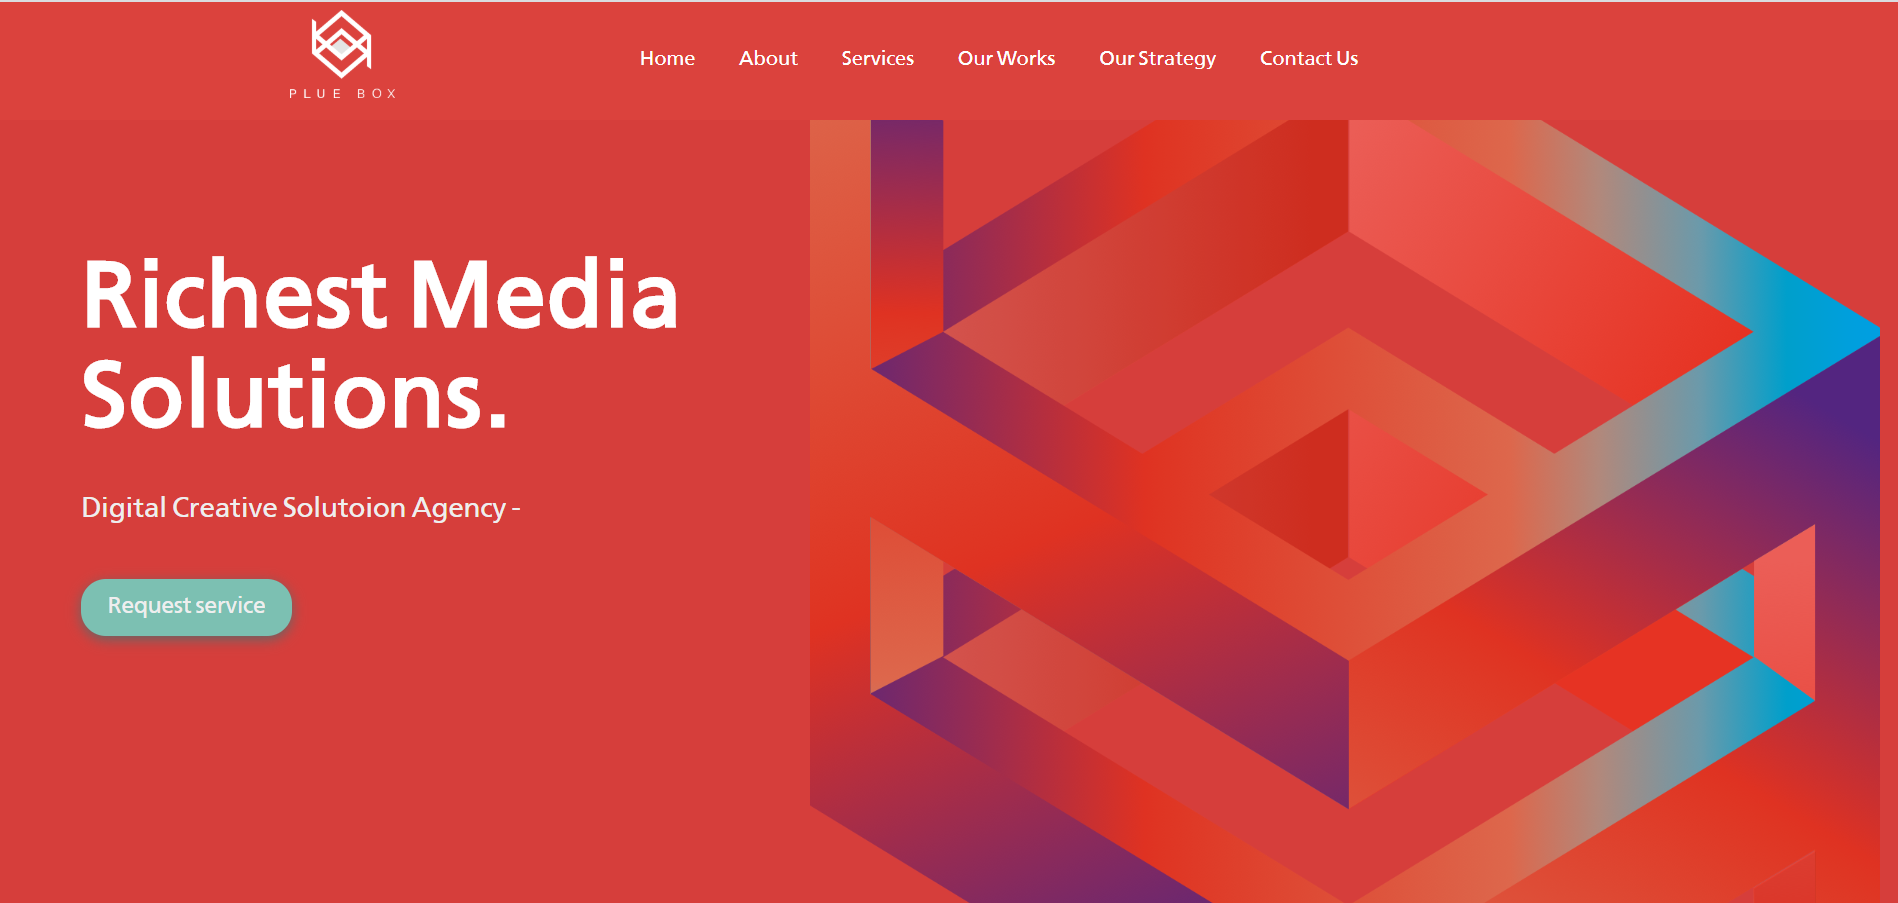 PLUE BOX
Home About Services Our Works Our Strategy Contact Us
Richest Media
Solutions.
Digital Creative Solutoion Agency -
Request service